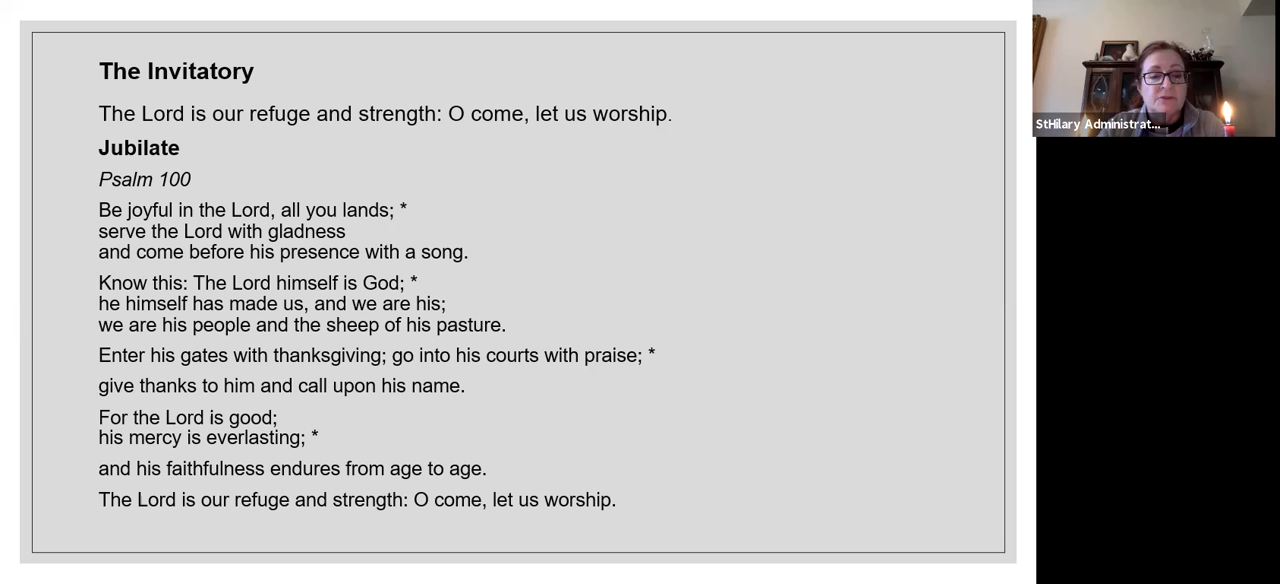 The Invitatory
The Lord is our refuge and strength: O come, let us worship.
Jubilate
Psalm 100
Be joyful in the Lord, all you lands; *
serve the Lord with gladness
and come before his presence with a song.
Know this: The Lord himself is God; *
he himself has made us, and we are his;
we are his people and the sheep of his pasture.
Enter his gates with thanksgiving; go into his courts with praise; *
give thanks to him and call upon his name.
For the Lord is good;
his mercy is everlasting; *
and his faithfulness endures from age to age.
The Lord is our refuge and strength: O come, let us worship.
StHilary Administrat...